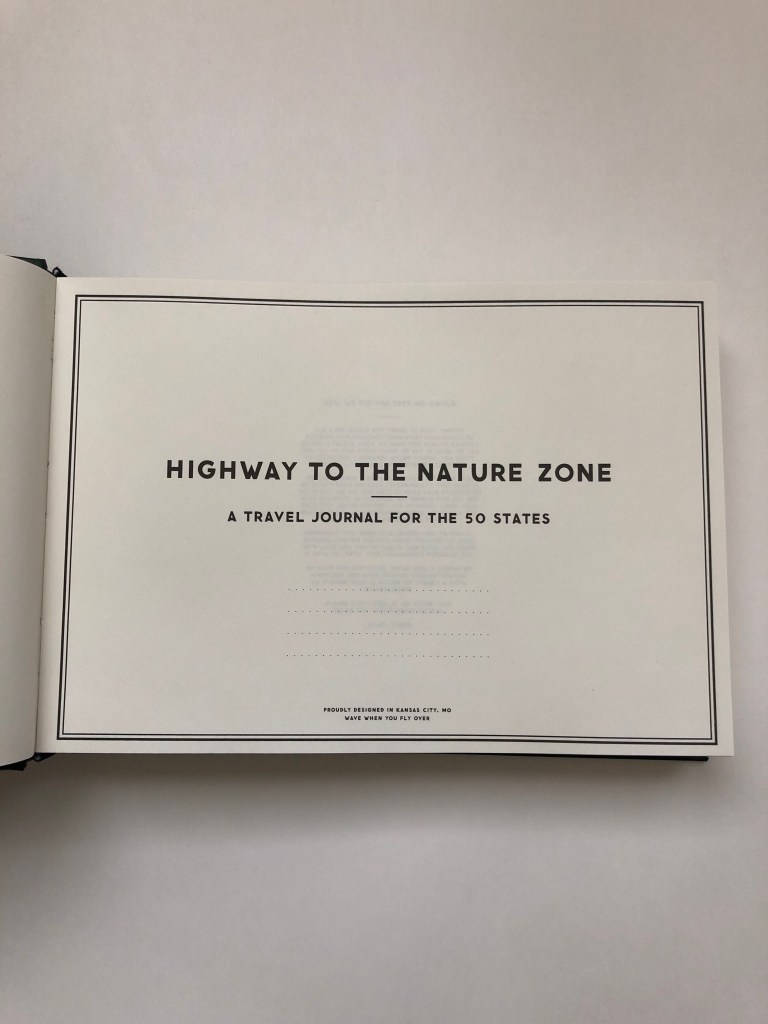 HIGHWAY TO THE NATURE ZONE
A TRAVEL JOURNAL FOR THE 50 STATES
PROUDLY DESIGNED IN KANSAS CITY, MO
WAVE WHEN YOU FLY OVER